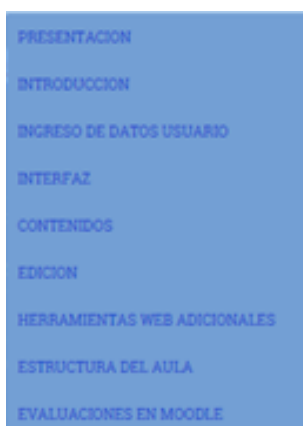 PRESENTACION
INTRODUCCION
INGRESO DE DATOS USUARIO
INTERFAZ
CONTENIDOS
EDICION
HERRAMIENTAS WEB ADICIONALES
ESTRUCTURA DEL AULA
EVALUACIONES EN MOODLE